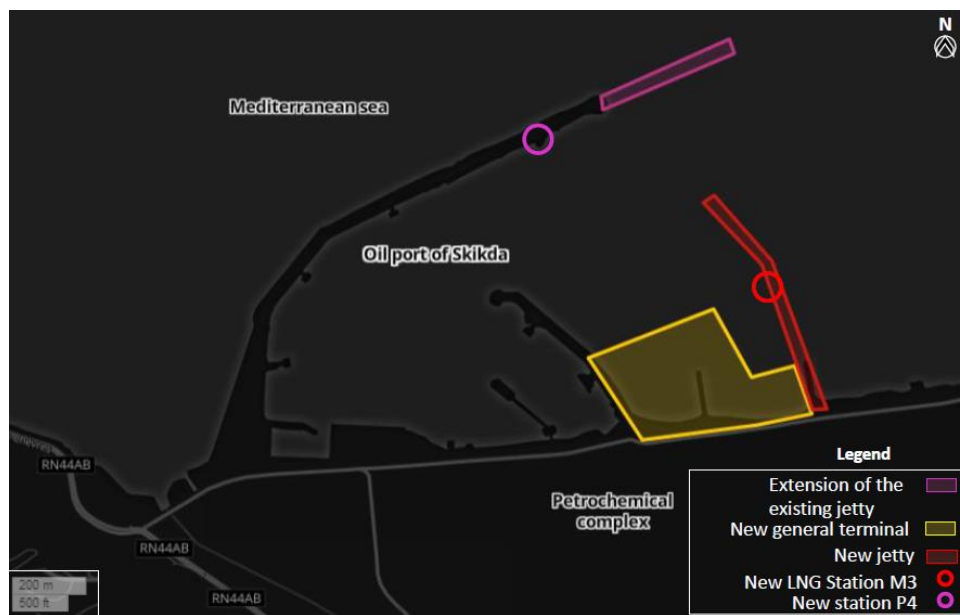 N
Mediterranean sea
Oil port of Skikda
RN44AB
Petrochemical
complex
RN44AB
RN44AB
200 m
500 ft
Legend
Extension of the
existing jetty
New general terminal
New jetty
New LNG Station M3
New station P4